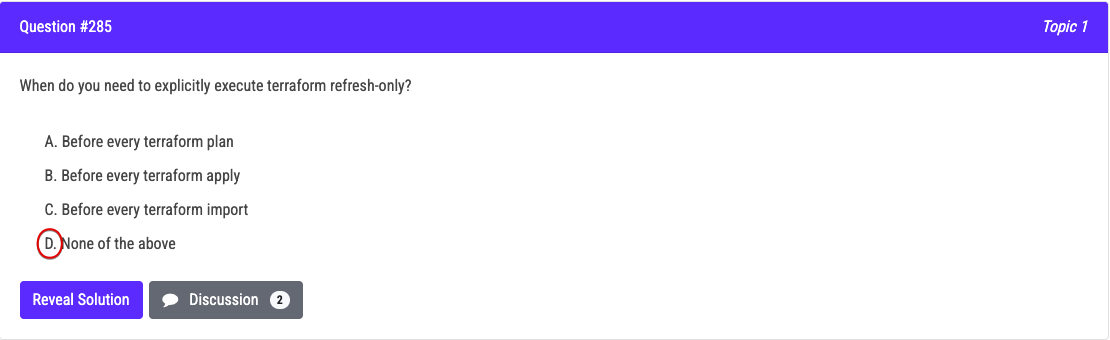 Question #285 Topic 1
When do you need to explicitly execute terraform refresh-only?
A. Before every terraform plan
B. Before every terraform apply
C. Before every terraform import
D. None of the above
Reveal Solution Discussion 2